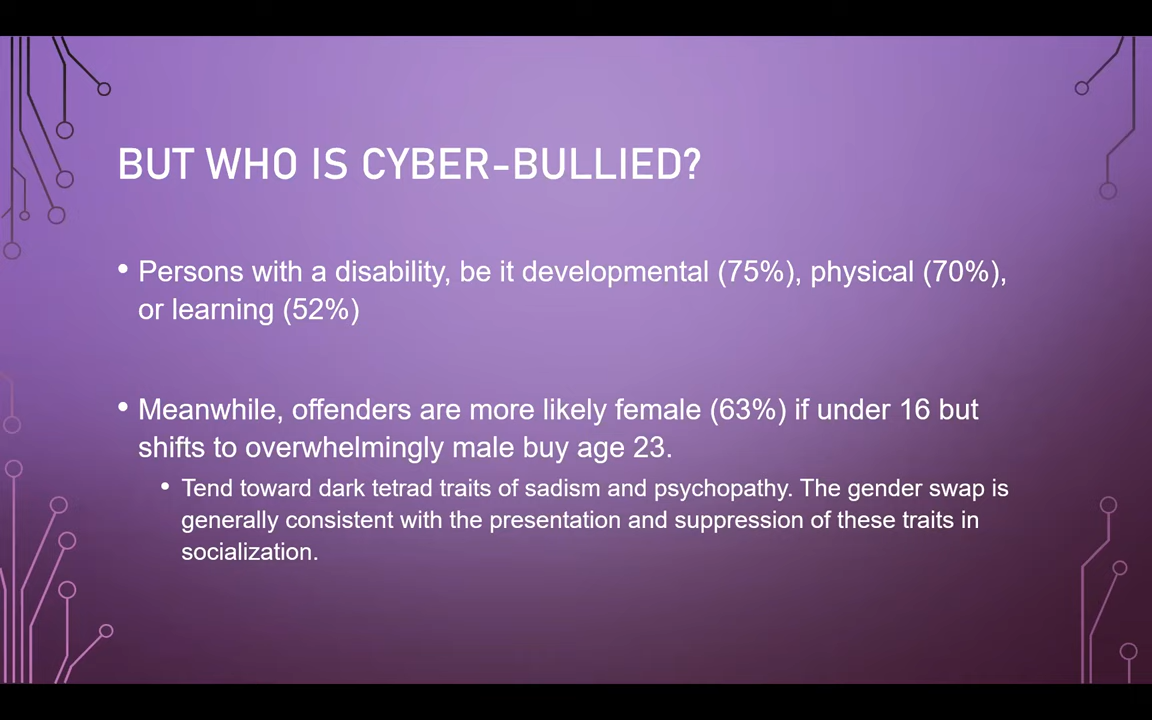 BUT WHO IS CYBER-BULLIED?
• Persons with a disability, be it developmental (75%), physical (70%),
or learning (52%)
• Meanwhile, offenders are more likely female (63%) if under 16 but
shifts to overwhelmingly male buy age 23.
• Tend toward dark tetrad traits of sadism and psychopathy. The gender swap is
generally consistent with the presentation and suppression of these traits in
socialization.